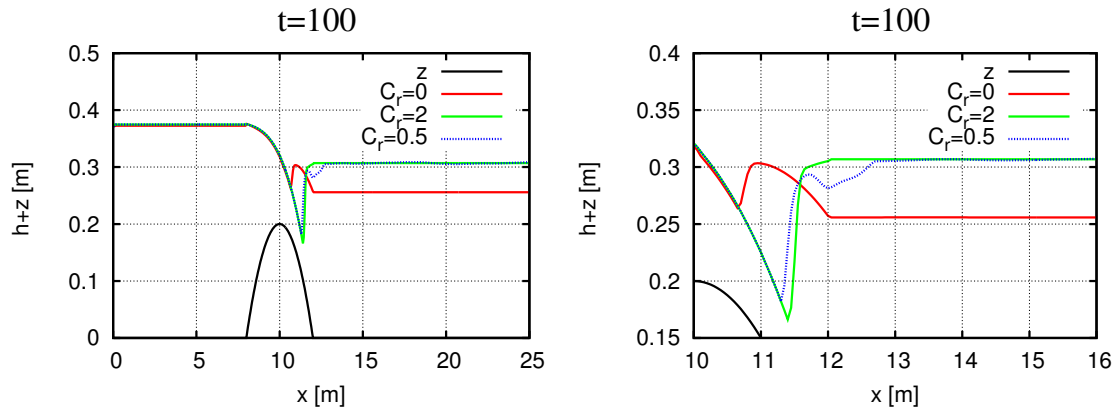 t=100
h+z [m]
0.5
0.4
0.3
0.2
0.1
0
z
C_r=0
C_r=2
C_r=0.5
0 5 10 15 20 25
x [m]
t=100
h+z [m]
0.4
0.35
0.3
0.25
0.2
0.15
z
C_r=0
C_r=2
C_r=0.5
10 11 12 13 14 15 16
x [m]